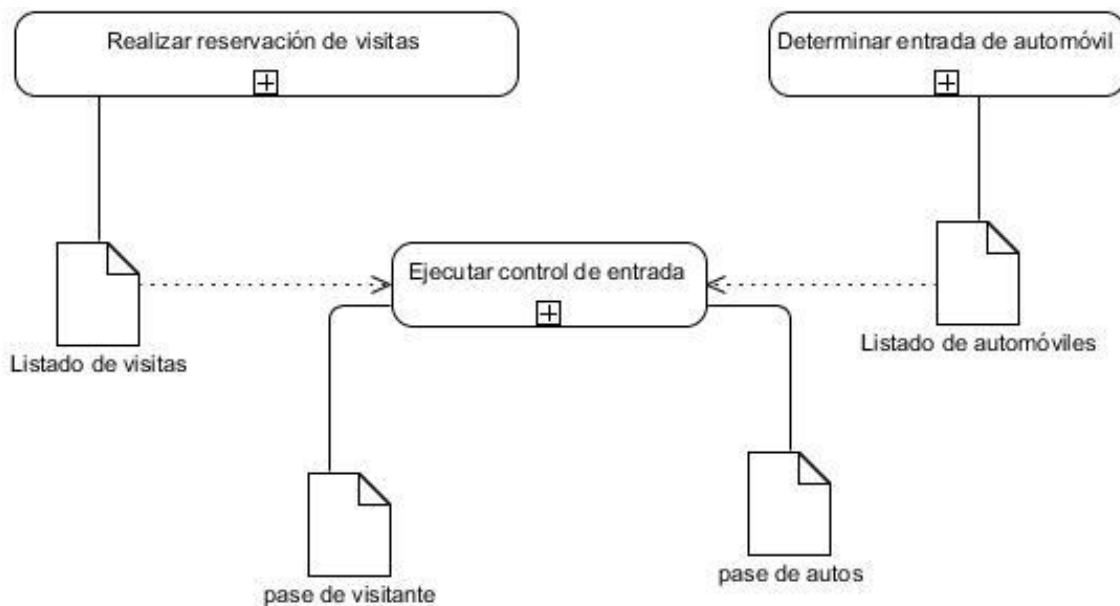 Realizar reservación de visitas
Determinar entrada de automóvil
Ejecutar control de entrada
Listado de visitas
Listado de automóviles
pase de visitante
pase de autos